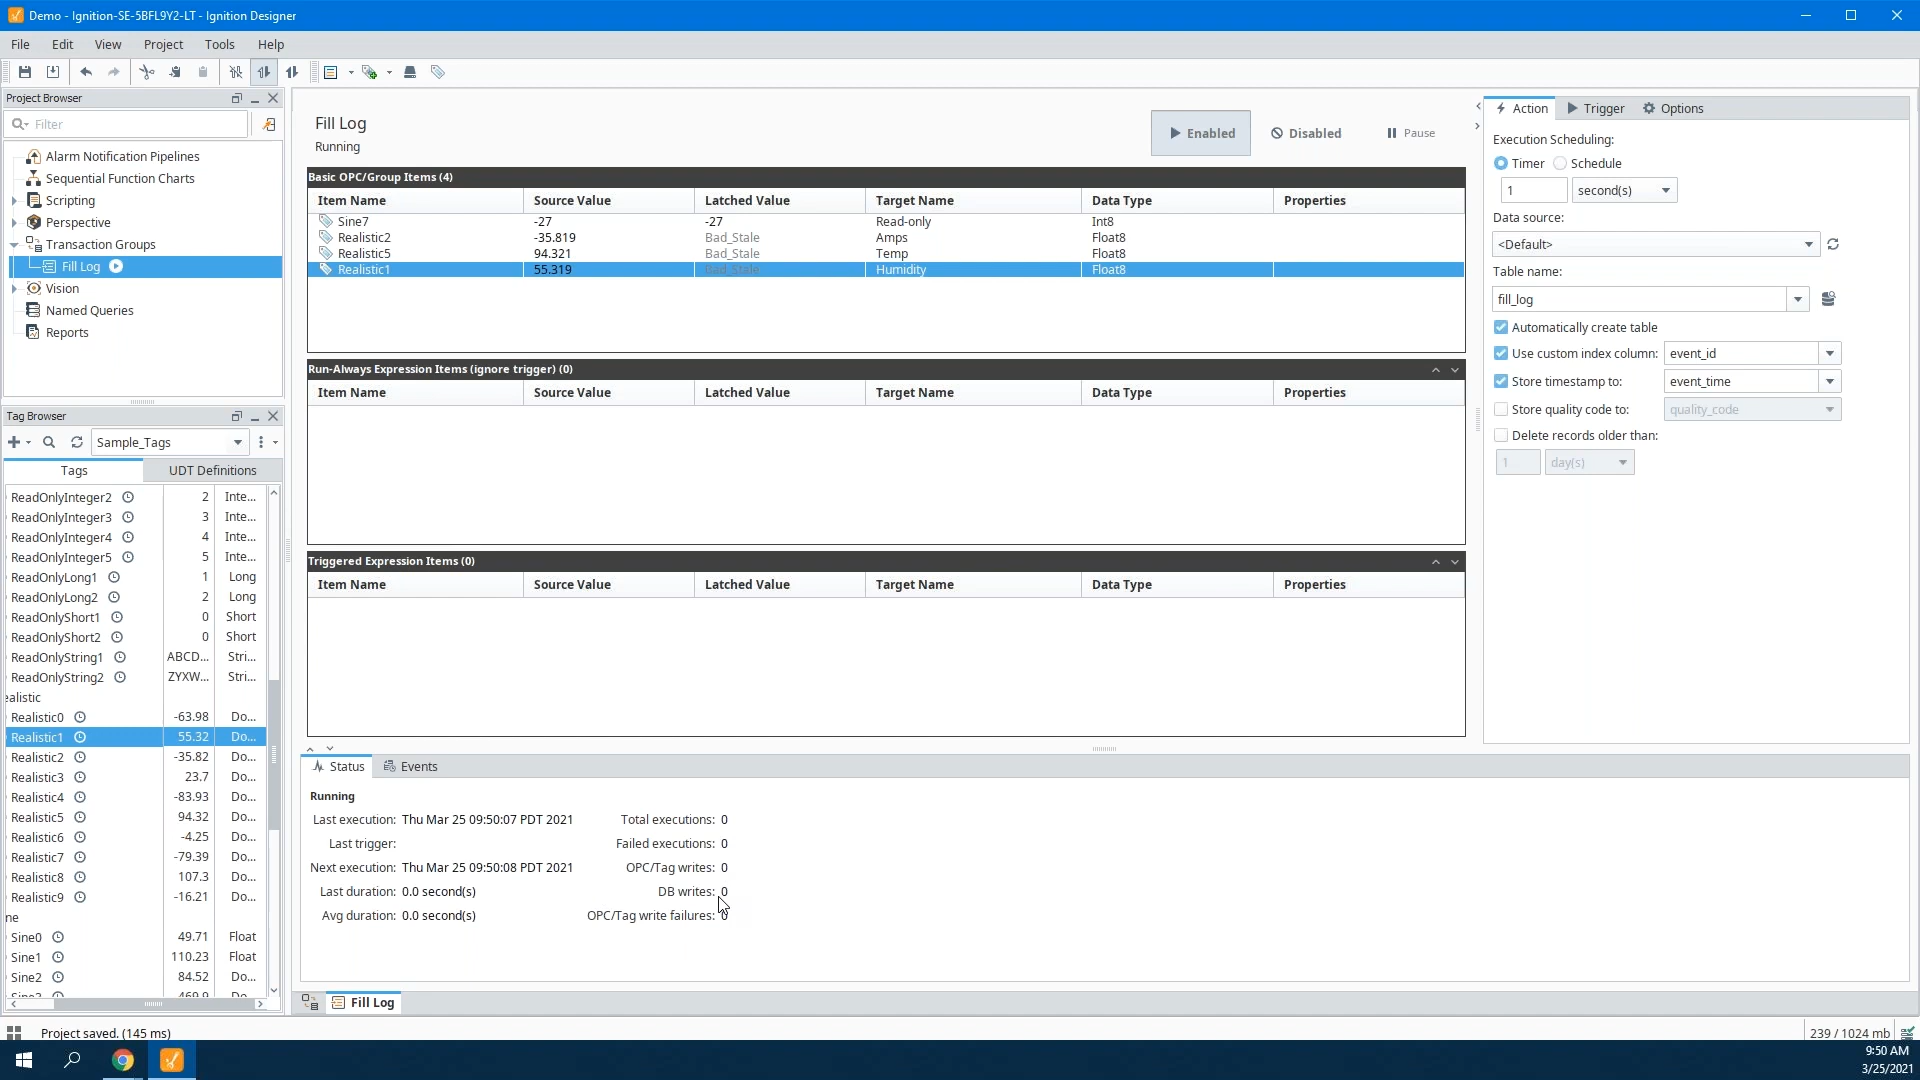 Demo - Ignition-SE-5BFL9Y2-LT - Ignition Designer
File Edit View Project Tools Help
Project Browser
Filter
Alarm Notification Pipelines
Sequential Function Charts
Scripting
Perspective
Transaction Groups
Fill Log
Vision
Named Queries
Reports
Tag Browser
Sample_Tags
Tags UDT Definitions
ReadOnlyInteger2 2 Inte...
ReadOnlyInteger3 3 Inte...
ReadOnlyInteger4 4 Inte...
ReadOnlyInteger5 5 Inte...
ReadOnlyLong1 1 Long
ReadOnlyLong2 2 Long
ReadOnlyShort1 0 Short
ReadOnlyShort2 0 Short
ReadOnlyString1 ABCD... Stri...
ReadOnlyString2 ZYXW... Stri...
ealistic
Realistic0 -63.98 Do...
Realistic1 55.32 Do...
Realistic2 -35.82 Do...
Realistic3 23.7 Do...
Realistic4 -83.93 Do...
Realistic5 94.32 Do...
Realistic6 -4.25 Do...
Realistic7 -79.39 Do...
Realistic8 107.3 Do...
Realistic9 -16.21 Do...
ne
Sine0 49.71 Float
Sine1 110.23 Float
Sine2 84.52 Do...
Sine3 469.9 Do...
Fill Log
Running
Enabled Disabled Pause
Basic OPC/Group Items (4)
Item Name Source Value Latched Value Target Name Data Type Properties
Sine7 -27 -27 Read-only Int8
Realistic2 -35.819 Bad_Stale Amps Float8
Realistic5 94.321 Bad_Stale Temp Float8
Realistic1 55.319 Bad_Stale Humidity Float8
Run-Always Expression Items (ignore trigger) (0)
Item Name Source Value Latched Value Target Name Data Type Properties
Triggered Expression Items (0)
Item Name Source Value Latched Value Target Name Data Type Properties
Action Trigger Options
Execution Scheduling:
Timer Schedule
1 second(s)
Data source:
<Default>
Table name:
fill_log
Automatically create table
Use custom index column: event_id
Store timestamp to: event_time
Store quality code to: quality_code
Delete records older than:
1 day(s)
Status Events
Running
Last execution: Thu Mar 25 09:50:07 PDT 2021 Total executions: 0
Last trigger: Failed executions: 0
Next execution: Thu Mar 25 09:50:08 PDT 2021 OPC/Tag writes: 0
Last duration: 0.0 second(s) DB writes: 0
Avg duration: 0.0 second(s) OPC/Tag write failures: 0
Fill Log
Project saved. (145 ms) 239 / 1024 mb
9:50 AM
3/25/2021